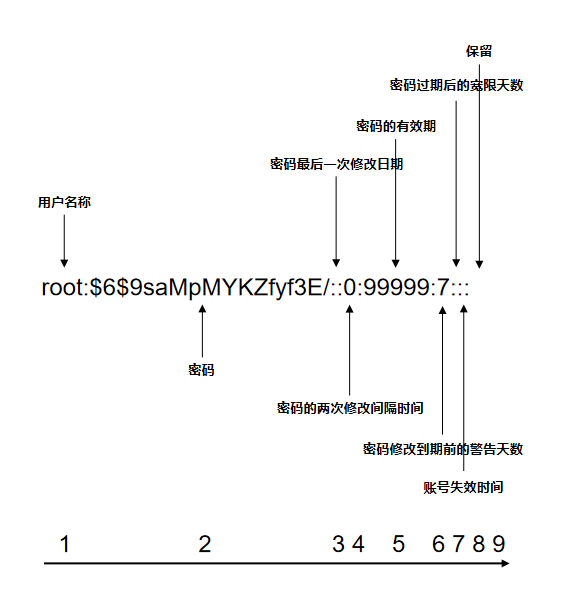 保留
密码过期后的宽限天数
密码的有效期
密码最后一次修改日期
用户名称
root:$6$9saMpMYKZfyf3E/::0:99999:7:::
密码
密码的两次修改间隔时间
密码修改到期前的警告天数
账号失效时间
1 2 3 4 5 6 7 8 9